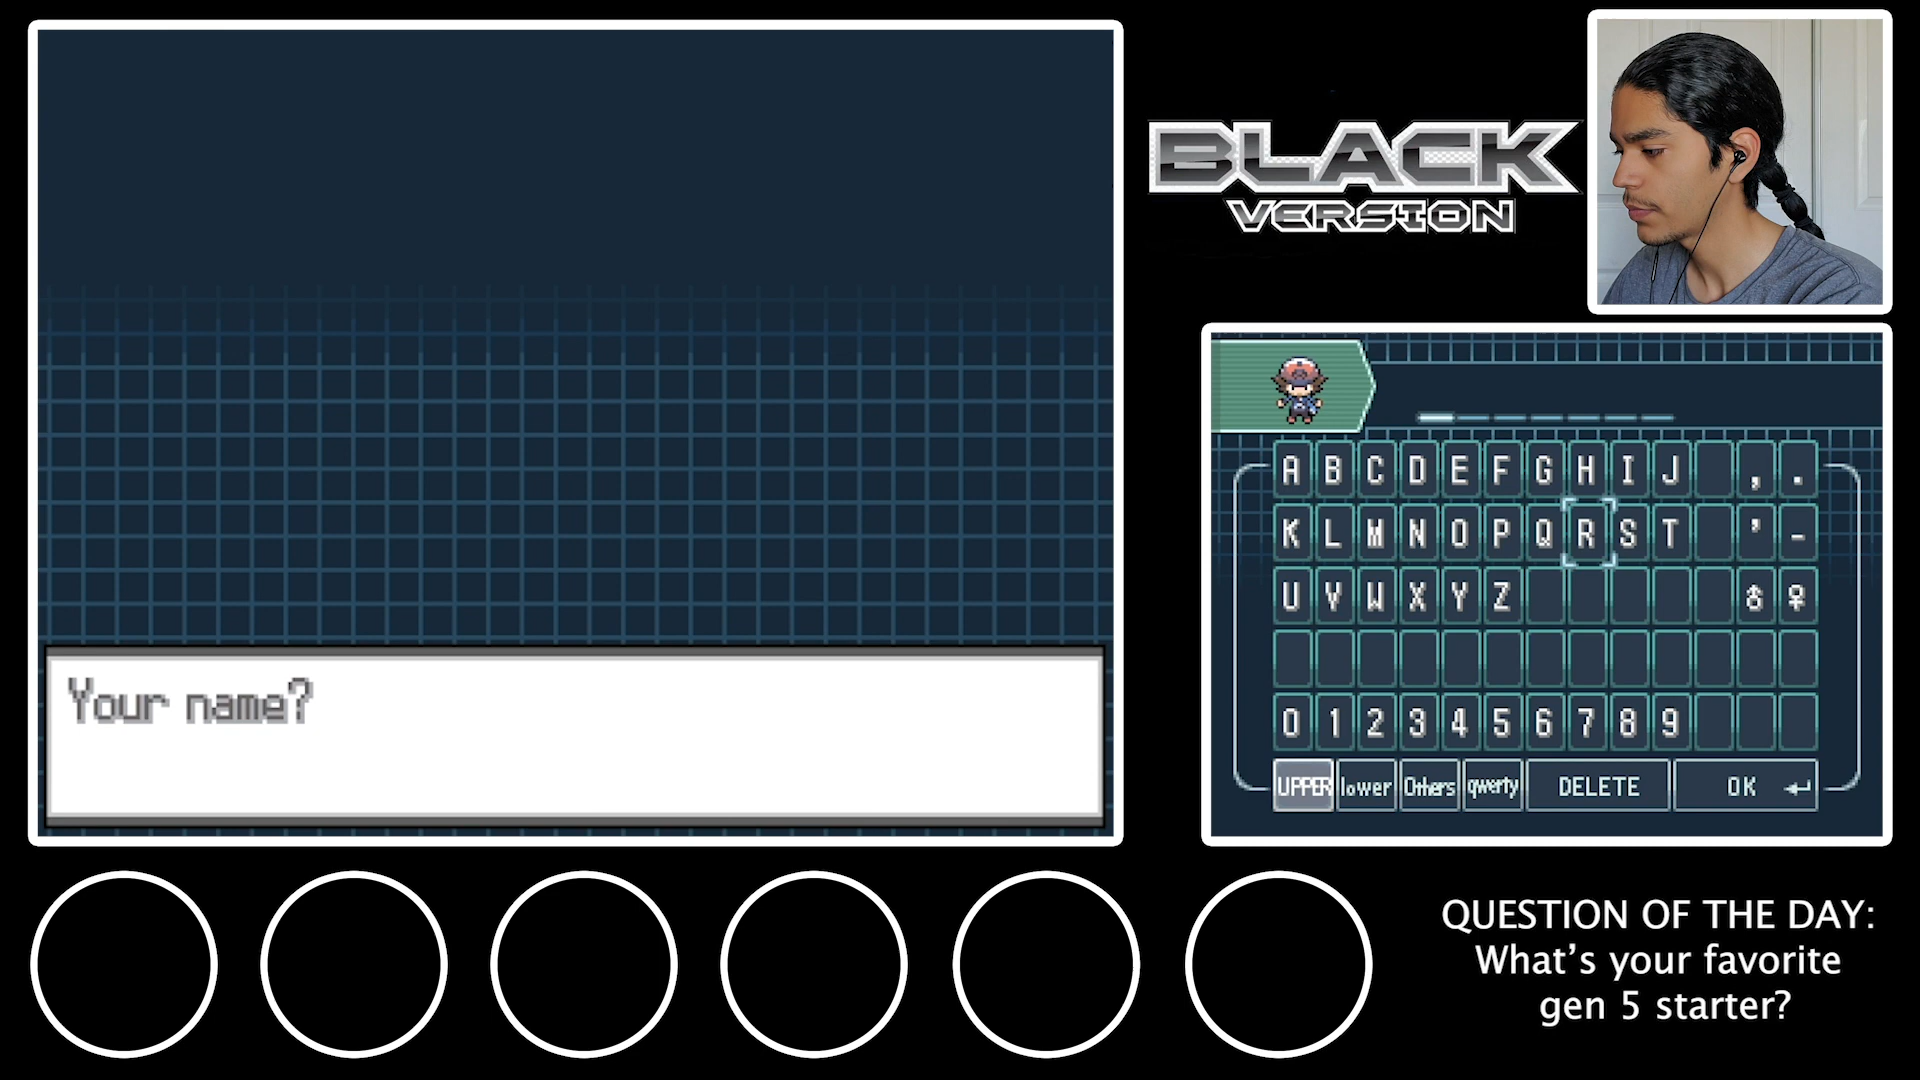 BLACK
VERSION
Your name?
A B C D E F G H I J , .
K L M N O P Q R S T ’ -
U V W X Y Z ♂ ♀
0 1 2 3 4 5 6 7 8 9
UPPER lower Others qwerty DELETE OK
QUESTION OF THE DAY:
What’s your favorite
gen 5 starter?